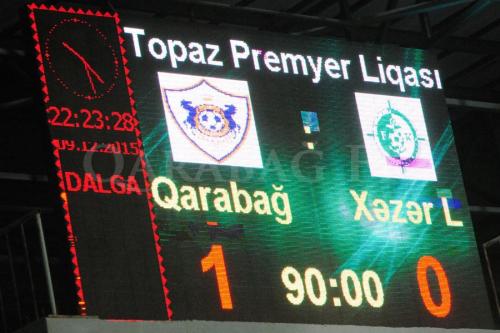 Topaz Premyer Liqası
22:23:28
09.12.2015
DALGA
Qarabağ
Xəzər L
1
90:00
0